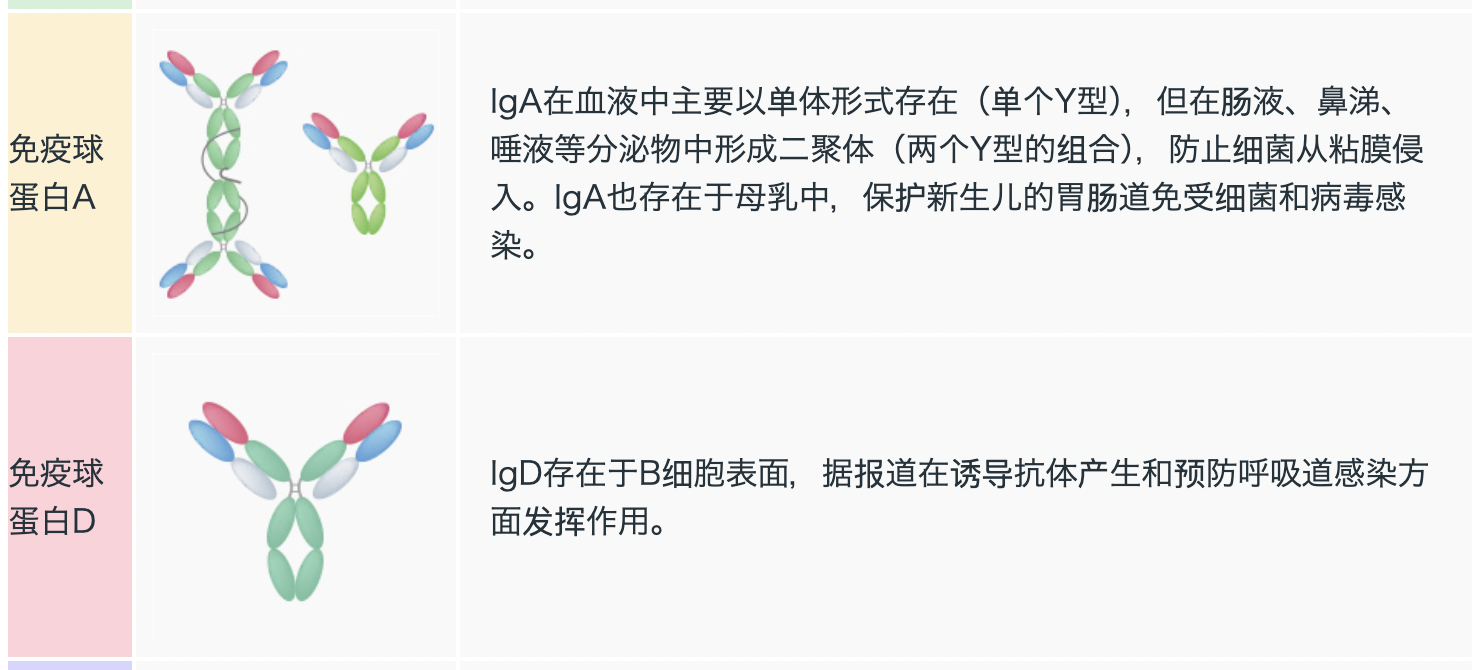 免疫球
蛋白A
IgA在血液中主要以单体形式存在（单个Y型），但在肠液、鼻涕、
唾液等分泌物中形成二聚体（两个Y型的组合），防止细菌从粘膜侵
入。IgA也存在于母乳中，保护新生儿的胃肠道免受细菌和病毒感
染。
免疫球
蛋白D
IgD存在于B细胞表面，据报道在诱导抗体产生和预防呼吸道感染方
面发挥作用。